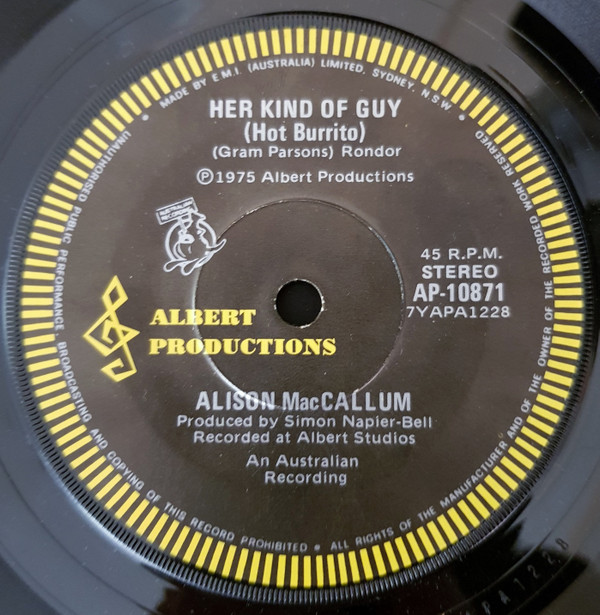 MADE BY E.M.I. (AUSTRALIA) LIMITED, SYDNEY, N.S.W.
HER KIND OF GUY
(Hot Burrito)
(Gram Parsons) Rondor
Ⓟ1975 Albert Productions
AUSTRALIAN
RECORDING
45 R.P.M.
STEREO
AP-10871
7YAPA1228
ALBERT
PRODUCTIONS
ALISON MacCALLUM
Produced by Simon Napier-Bell
Recorded at Albert Studios
An Australian
Recording
UNAUTHORISED PUBLIC PERFORMANCE, BROADCASTING AND COPYING OF THIS RECORD PROHIBITED ● ALL RIGHTS OF THE MANUFACTURER AND OF THE OWNER OF THE RECORDED WORK RESERVED